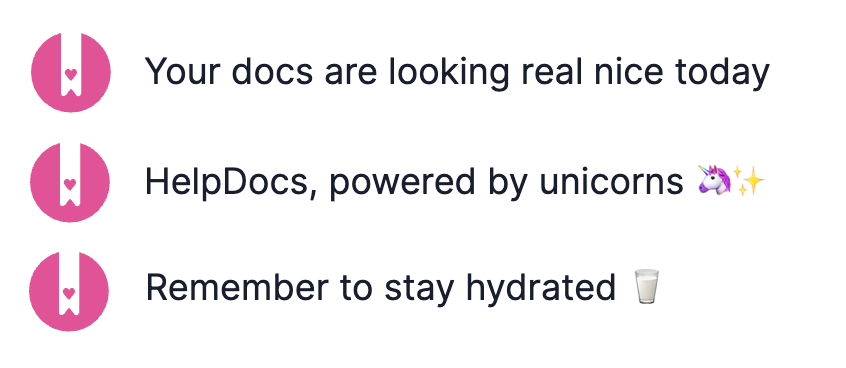 Your docs are looking real nice today
HelpDocs, powered by unicorns 🦄✨
Remember to stay hydrated 🥛